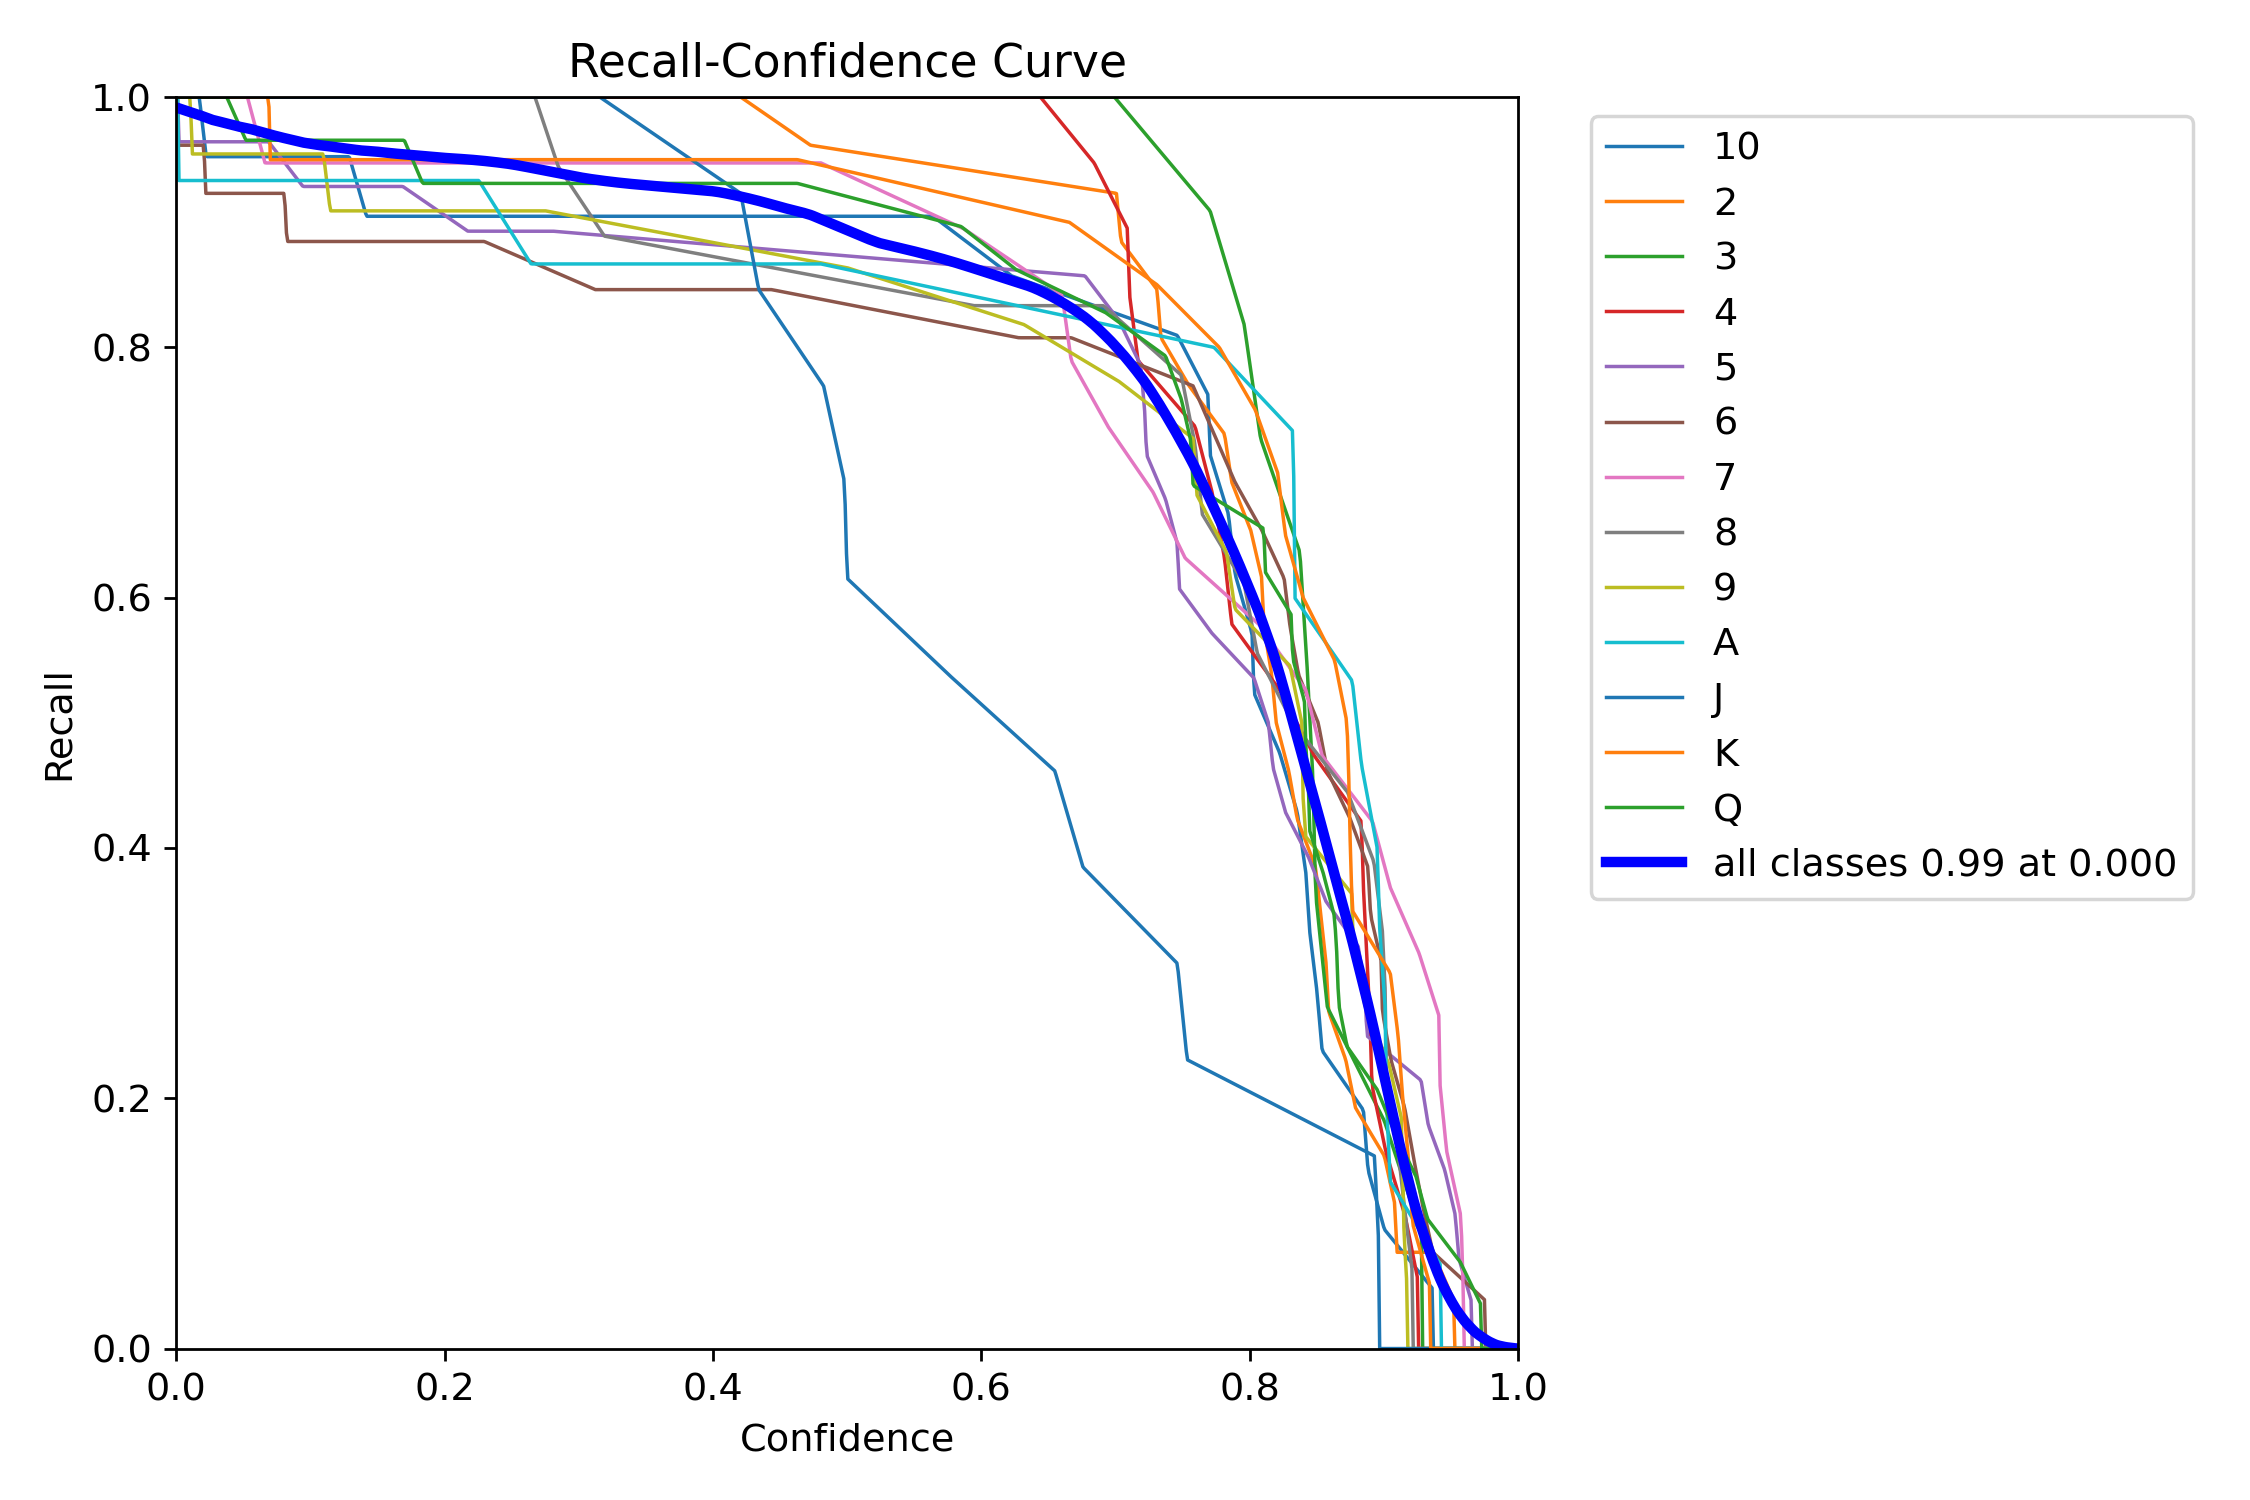 Recall-Confidence Curve
1.0
0.8
0.6
0.4
0.2
0.0
Recall
0.0 0.2 0.4 0.6 0.8 1.0
Confidence
10
2
3
4
5
6
7
8
9
A
J
K
Q
all classes 0.99 at 0.000